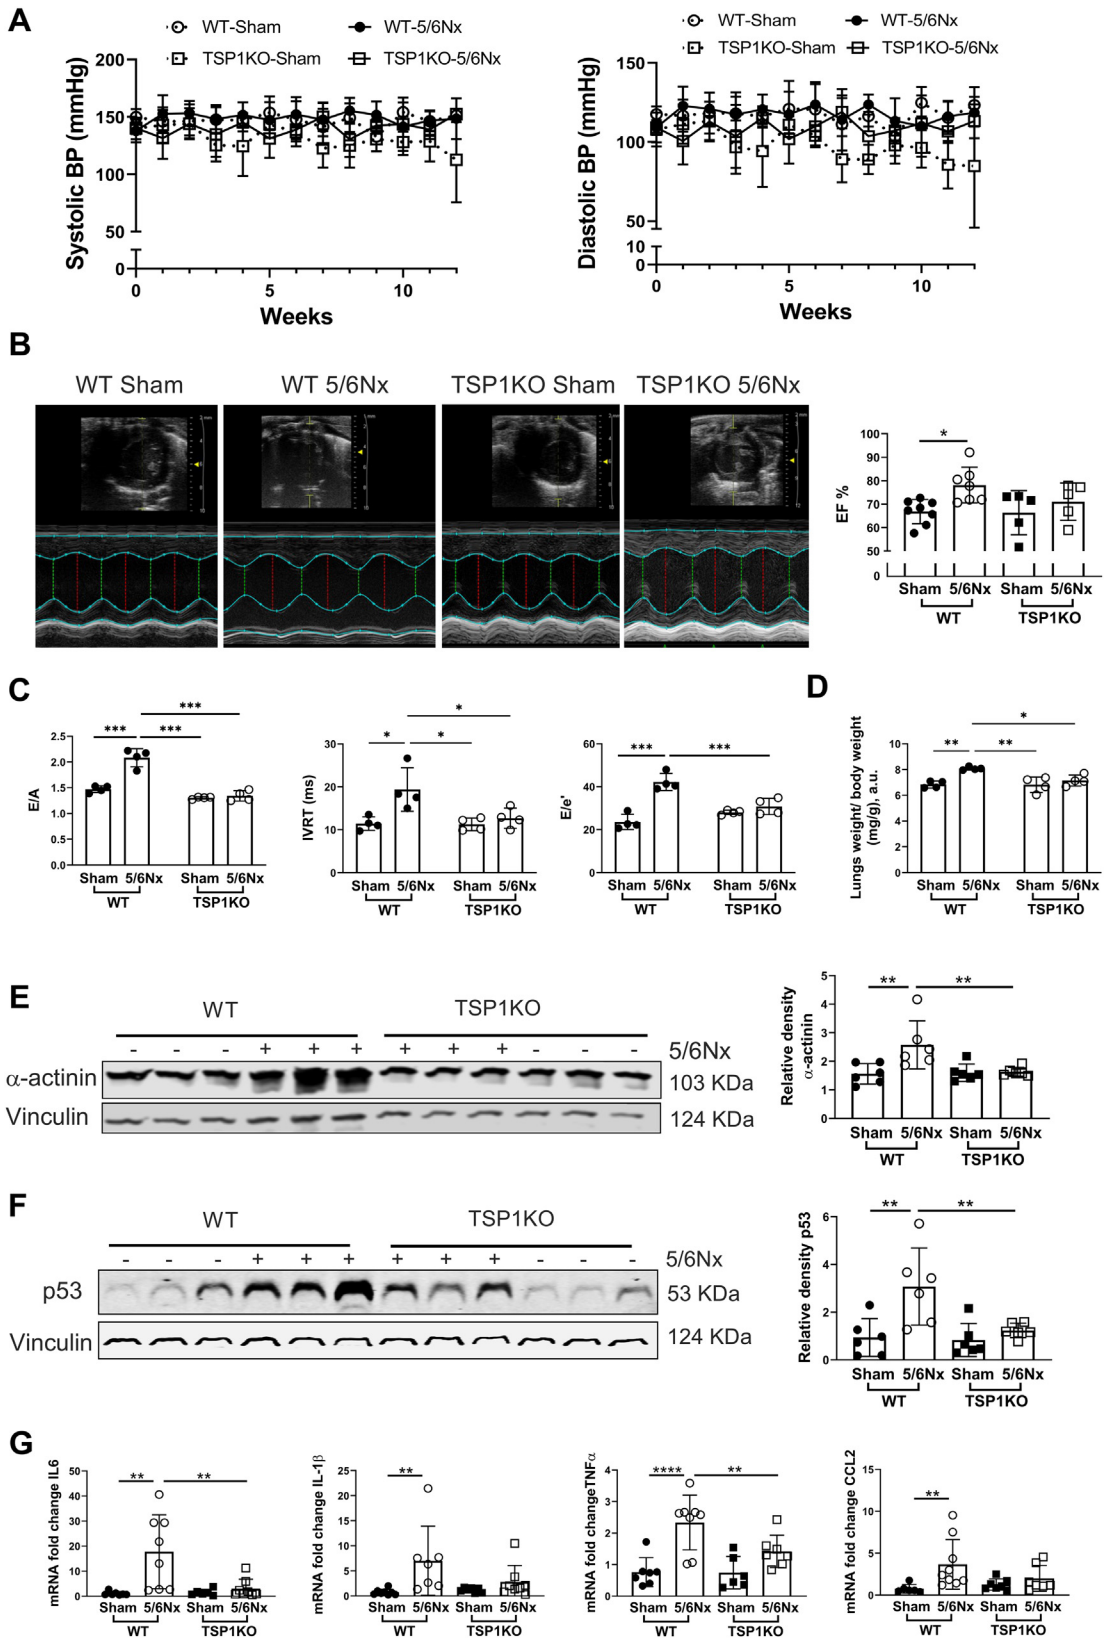 A
WT-Sham
WT-5/6Nx
TSP1KO-Sham
TSP1KO-5/6Nx
Systolic BP (mmHg)
200
150
100
50
0
0
5
10
Weeks
WT-Sham
WT-5/6Nx
TSP1KO-Sham
TSP1KO-5/6Nx
Diastolic BP (mmHg)
150
100
50
10
0
0
5
10
Weeks
B
WT Sham
WT 5/6Nx
TSP1KO Sham
TSP1KO 5/6Nx
EF %
100
90
80
70
60
50
0
*
Sham 5/6Nx Sham 5/6Nx
WT TSP1KO
C
E/A
2.5
2.0
1.5
1.0
0.5
0.0
***
*** ***
Sham 5/6Nx Sham 5/6Nx
WT TSP1KO
IVRT (ms)
30
20
10
0
*
* *
Sham 5/6Nx Sham 5/6Nx
WT TSP1KO
E/e'
60
40
20
0
*** ***
Sham 5/6Nx Sham 5/6Nx
WT TSP1KO
D
Lungs weight/ body weight
(mg/g), a.u.
10
8
6
4
2
0
*
** **
Sham 5/6Nx Sham 5/6Nx
WT TSP1KO
E
WT TSP1KO
- - - + + + + + + - - - 5/6Nx
α-actinin 103 KDa
Vinculin 124 KDa
Relative density
α-actinin
5
4
3
2
1
0
** **
Sham 5/6Nx Sham 5/6Nx
WT TSP1KO
F
WT TSP1KO
- - - + + + + + + - - - 5/6Nx
p53 53 KDa
Vinculin 124 KDa
Relative density p53
6
4
2
0
** **
Sham 5/6Nx Sham 5/6Nx
WT TSP1KO
G
mRNA fold change IL6
50
40
30
20
10
0
** **
Sham 5/6Nx Sham 5/6Nx
WT TSP1KO
mRNA fold change IL-1β
25
20
15
10
5
0
**
Sham 5/6Nx Sham 5/6Nx
WT TSP1KO
mRNA fold changeTNFα
4
3
2
1
0
**** **
Sham 5/6Nx Sham 5/6Nx
WT TSP1KO
mRNA fold change CCL2
15
10
5
0
**
Sham 5/6Nx Sham 5/6Nx
WT TSP1KO